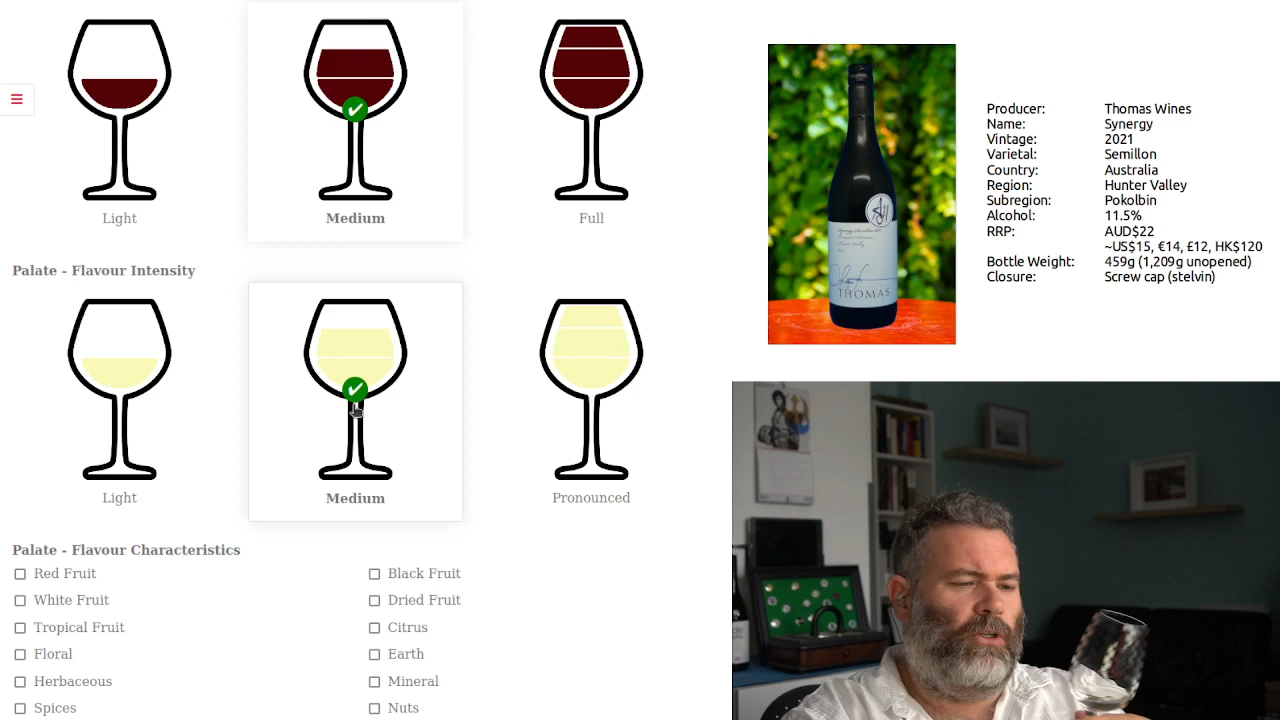 Light
Medium
Full
Palate - Flavour Intensity
Light
Medium
Pronounced
Palate - Flavour Characteristics
Red Fruit
Black Fruit
White Fruit
Dried Fruit
Tropical Fruit
Citrus
Floral
Earth
Herbaceous
Mineral
Spices
Nuts
Producer: Thomas Wines
Name: Synergy
Vintage: 2021
Varietal: Semillon
Country: Australia
Region: Hunter Valley
Subregion: Pokolbin
Alcohol: 11.5%
RRP: AUD$22
~US$15, €14, £12, HK$120
Bottle Weight: 459g (1,209g unopened)
Closure: Screw cap (stelvin)
THOMAS